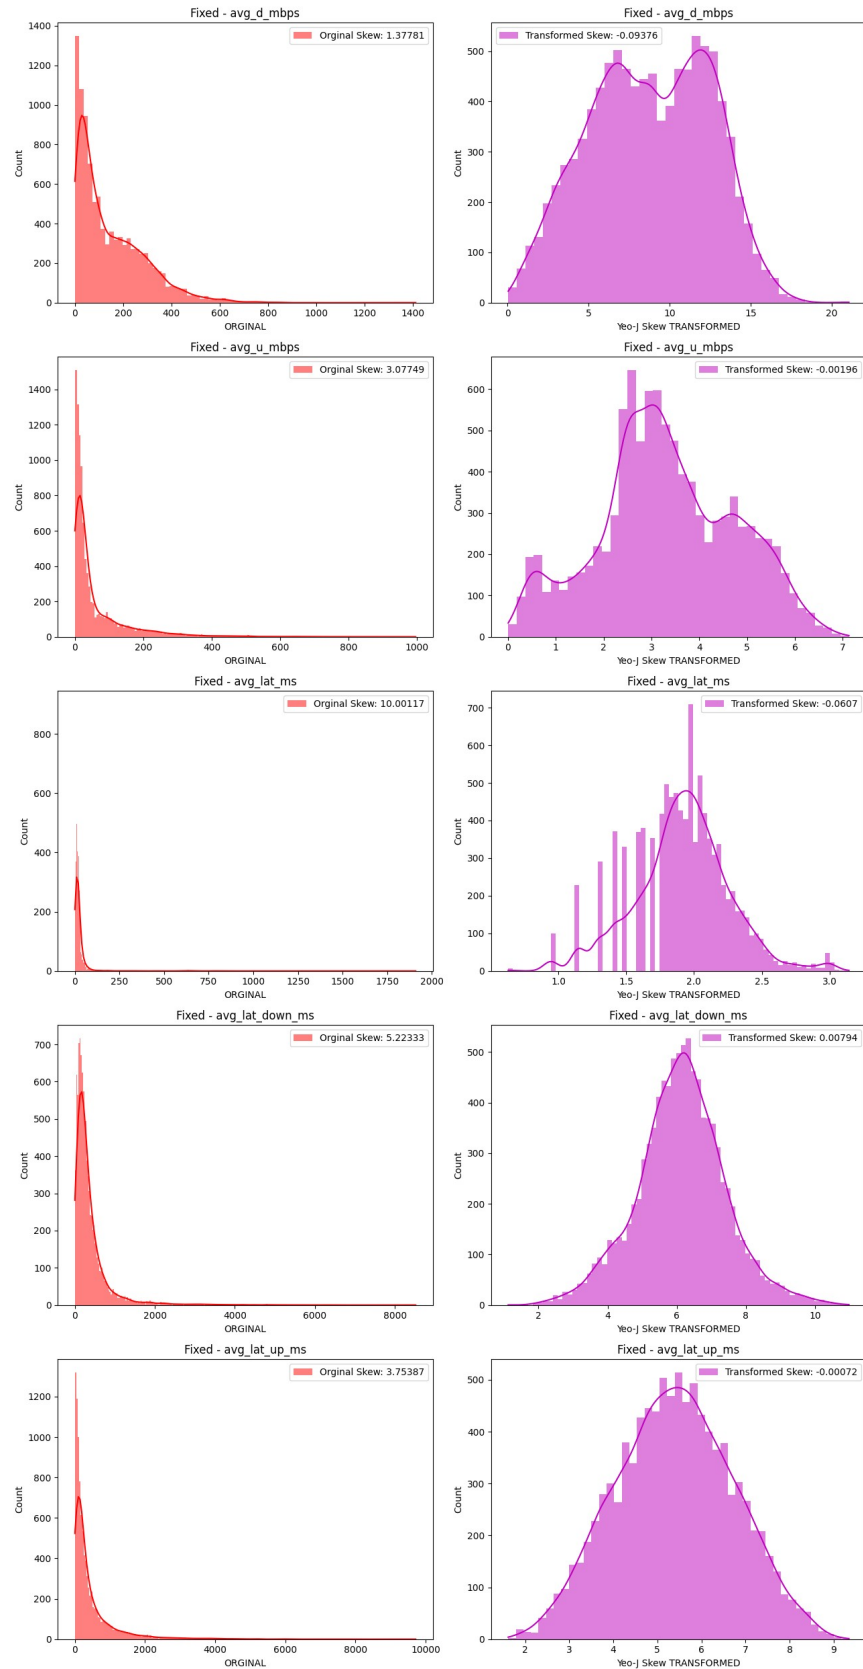 Fixed - avg_d_mbps
Orginal Skew: 1.37781
Count
1400
1200
1000
800
600
400
200
0
0 200 400 600 800 1000 1200 1400
ORGINAL
Fixed - avg_d_mbps
Transformed Skew: -0.09376
Count
500
400
300
200
100
0
0 5 10 15 20
Yeo-J Skew TRANSFORMED
Fixed - avg_u_mbps
Orginal Skew: 3.07749
Count
1400
1200
1000
800
600
400
200
0
0 200 400 600 800 1000
ORGINAL
Fixed - avg_u_mbps
Transformed Skew: -0.00196
Count
600
500
400
300
200
100
0
0 1 2 3 4 5 6 7
Yeo-J Skew TRANSFORMED
Fixed - avg_lat_ms
Orginal Skew: 10.00117
Count
800
600
400
200
0
0 250 500 750 1000 1250 1500 1750 2000
ORGINAL
Fixed - avg_lat_ms
Transformed Skew: -0.0607
Count
700
600
500
400
300
200
100
0
1.0 1.5 2.0 2.5 3.0
Yeo-J Skew TRANSFORMED
Fixed - avg_lat_down_ms
Orginal Skew: 5.22333
Count
700
600
500
400
300
200
100
0
0 2000 4000 6000 8000
ORGINAL
Fixed - avg_lat_down_ms
Transformed Skew: 0.00794
Count
500
400
300
200
100
0
2 4 6 8 10
Yeo-J Skew TRANSFORMED
Fixed - avg_lat_up_ms
Orginal Skew: 3.75387
Count
1200
1000
800
600
400
200
0
0 2000 4000 6000 8000 10000
ORGINAL
Fixed - avg_lat_up_ms
Transformed Skew: -0.00072
Count
500
400
300
200
100
0
2 3 4 5 6 7 8 9
Yeo-J Skew TRANSFORMED